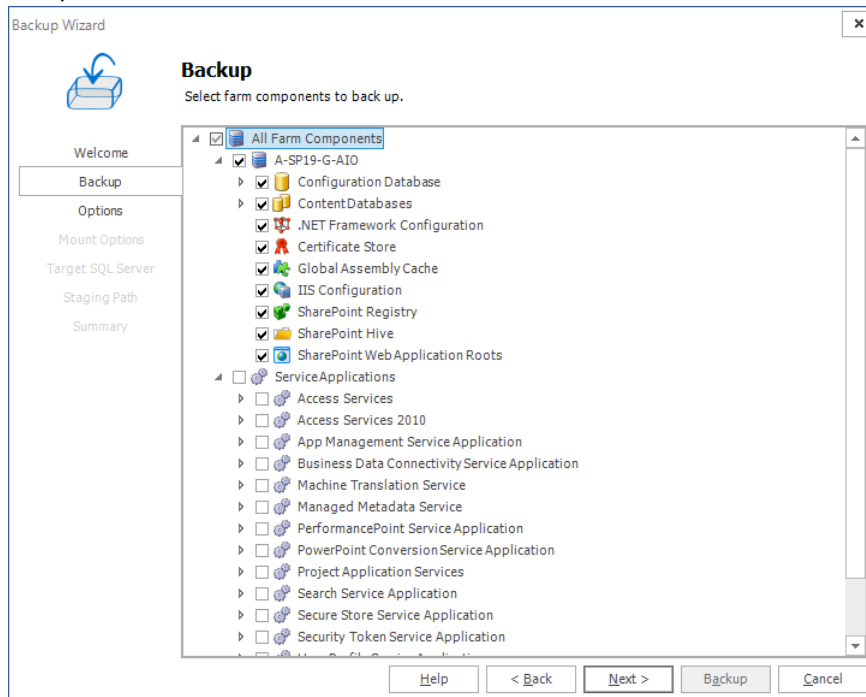 Backup Wizard
Backup
Select farm components to back up.
Welcome
Backup
Options
Mount Options
Target SQL Server
Staging Path
Summary
All Farm Components
A-SP19-G-AIO
Configuration Database
Content Databases
.NET Framework Configuration
Certificate Store
Global Assembly Cache
IIS Configuration
SharePoint Registry
SharePoint Hive
SharePoint Web Application Roots
Service Applications
Access Services
Access Services 2010
App Management Service Application
Business Data Connectivity Service Application
Machine Translation Service
Managed Metadata Service
PerformancePoint Service Application
PowerPoint Conversion Service Application
Project Application Services
Search Service Application
Secure Store Service Application
Security Token Service Application
Help
< Back
Next >
Backup
Cancel